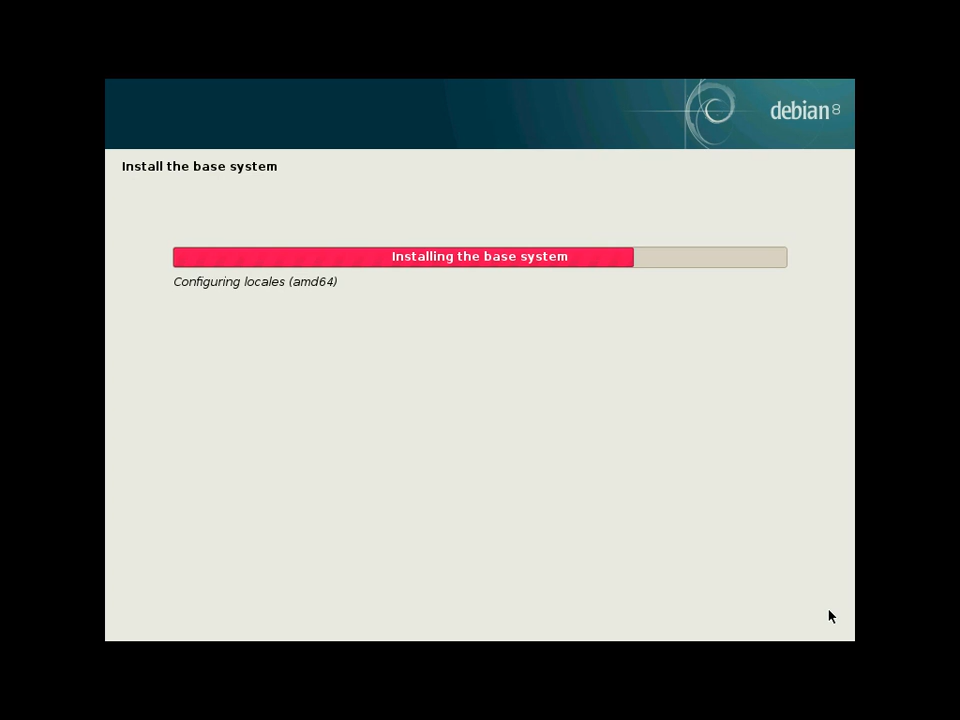 debian 8
Install the base system
Installing the base system
Configuring locales (amd64)